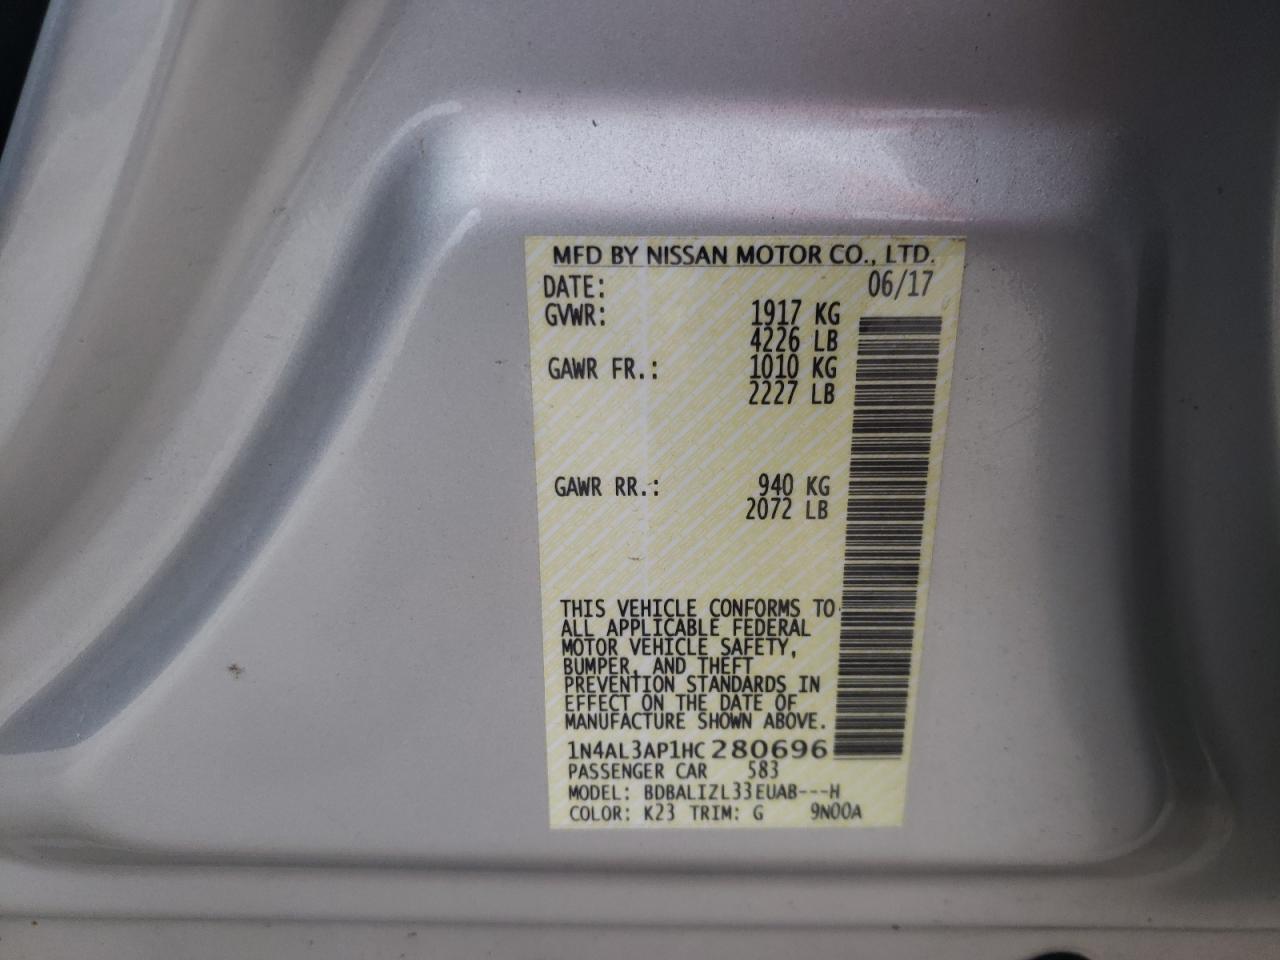 MFD BY NISSAN MOTOR CO., LTD.
DATE: 06/17
GVWR: 1917 KG
4226 LB
GAWR FR.: 1010 KG
2227 LB
GAWR RR.: 940 KG
2072 LB
THIS VEHICLE CONFORMS TO
ALL APPLICABLE FEDERAL
MOTOR VEHICLE SAFETY,
BUMPER, AND THEFT
PREVENTION STANDARDS IN
EFFECT ON THE DATE OF
MANUFACTURE SHOWN ABOVE.
1N4AL3AP1HC280696
PASSENGER CAR 583
MODEL: BDBALIZL33EUAB---H
COLOR: K23 TRIM: G 9N00A